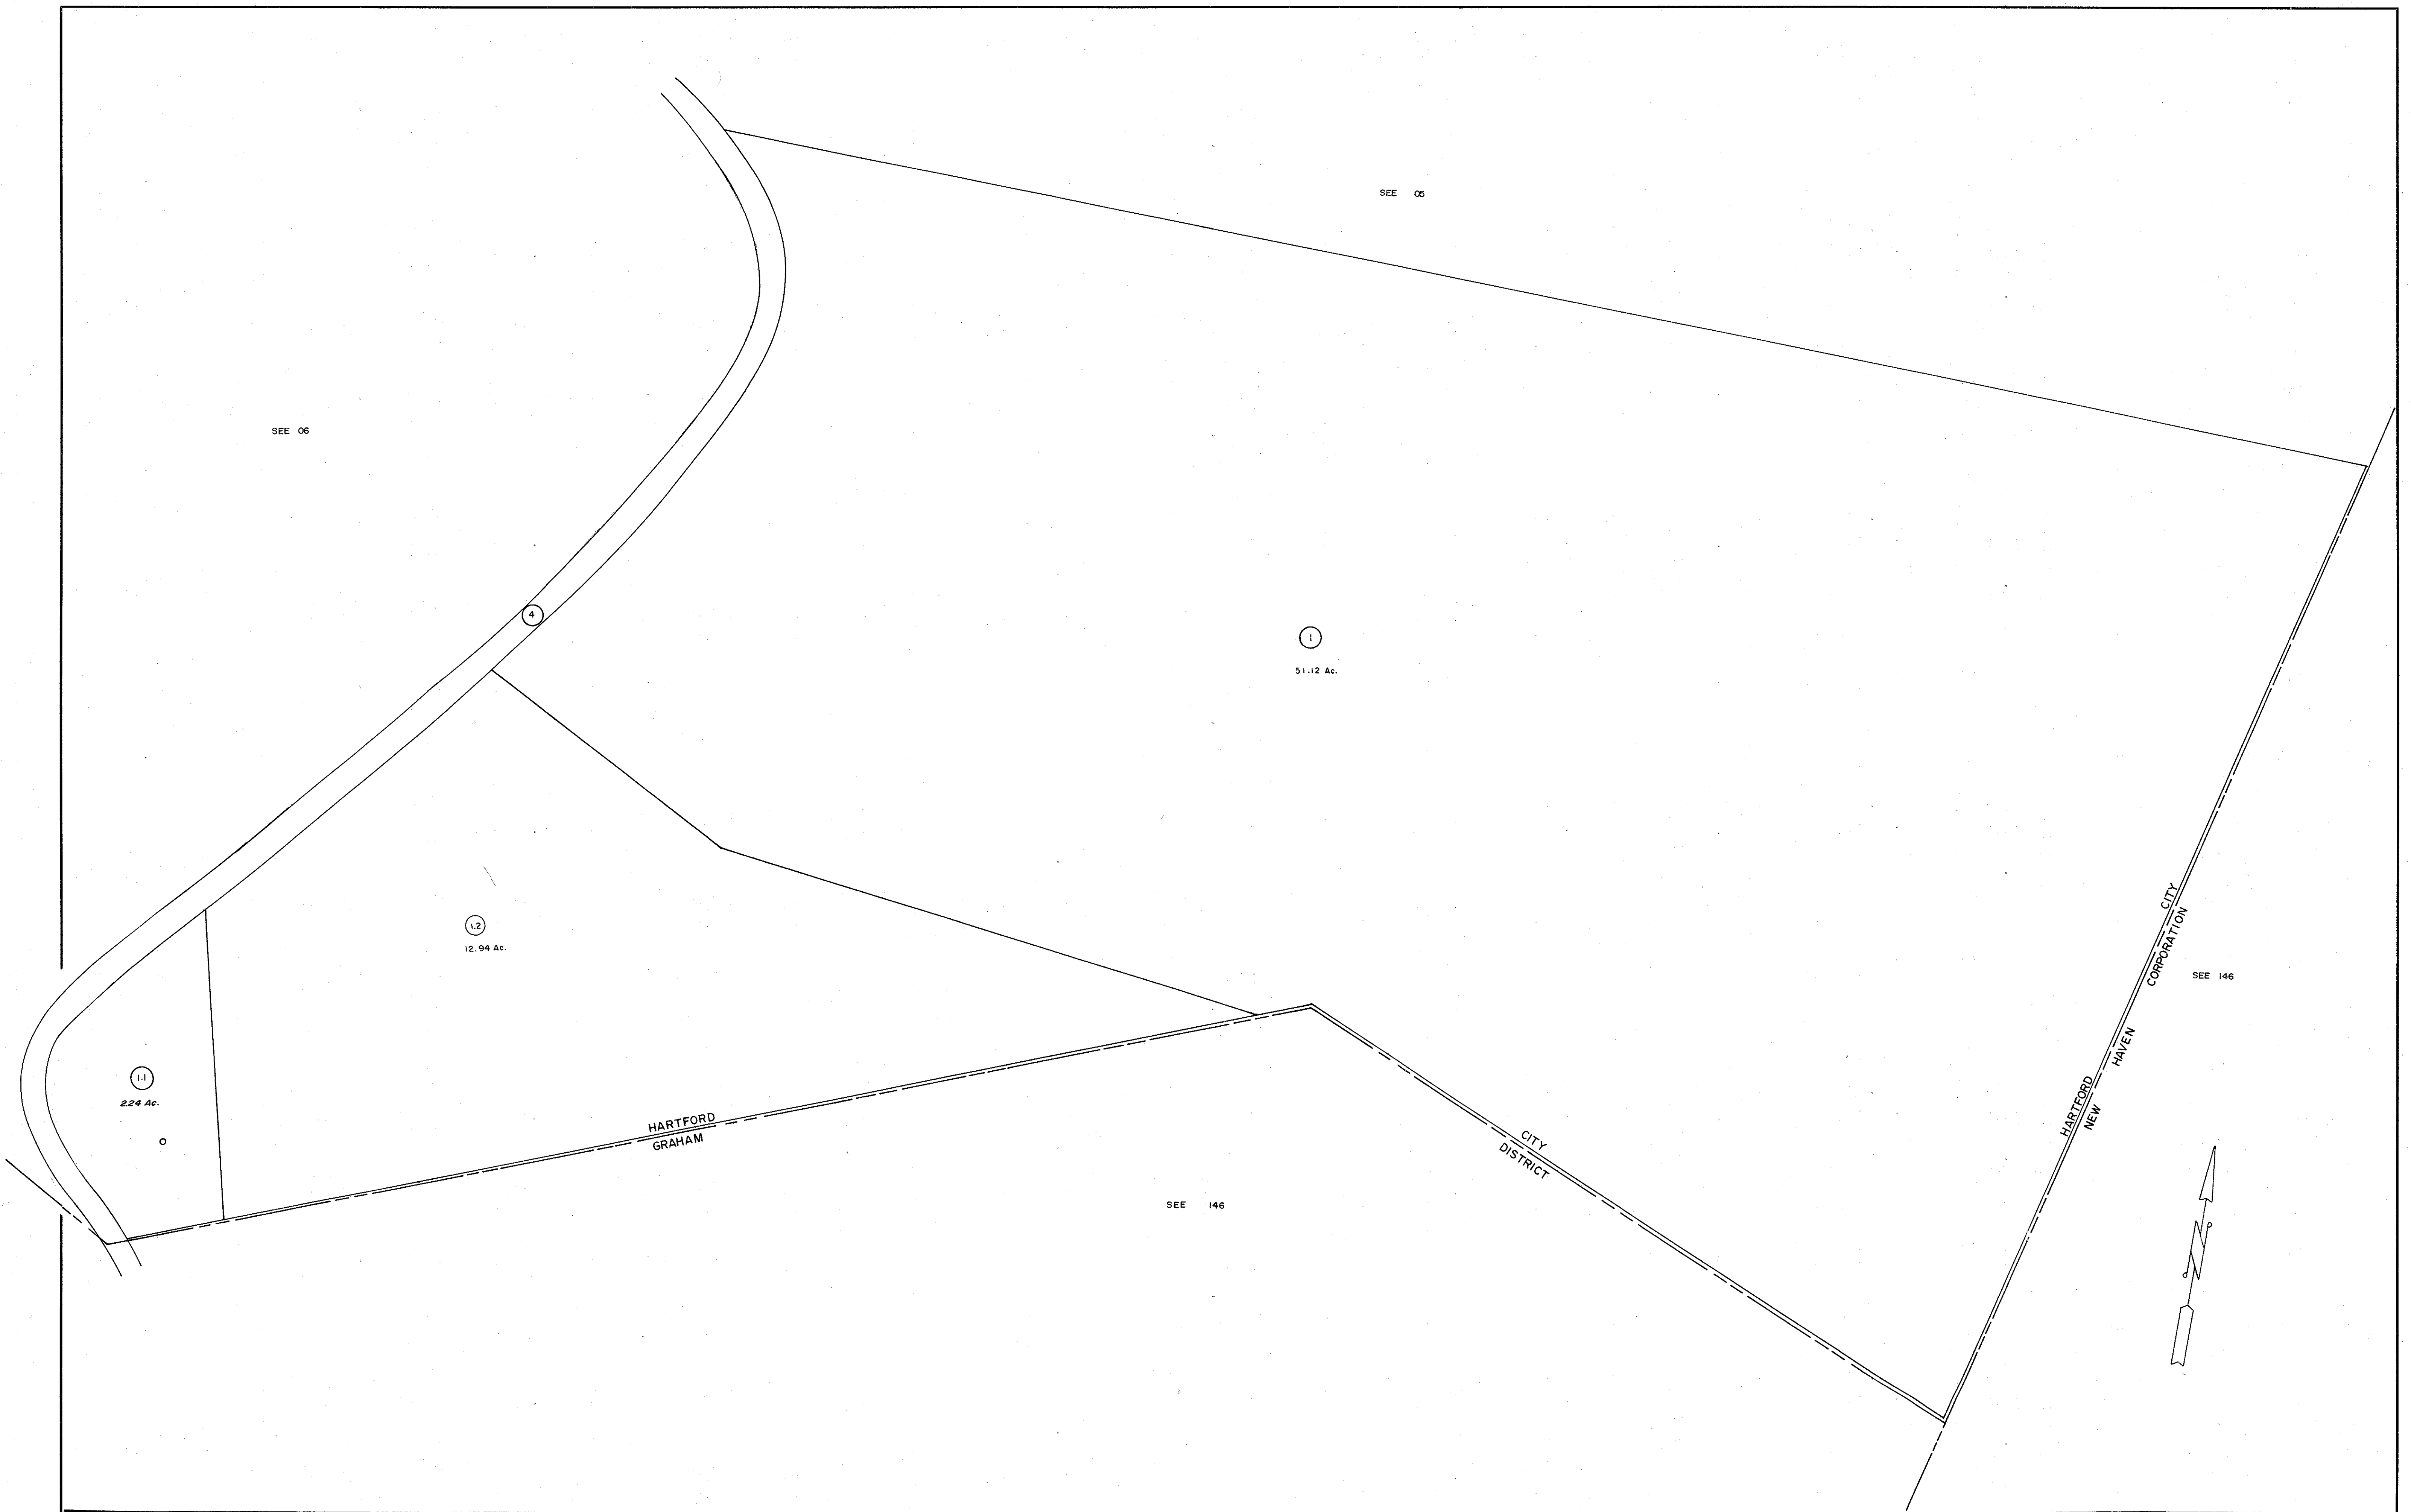 SEE 05
SEE 06
4
1
51.12 Ac.
1.2
12.94 Ac.
HARTFORD CITY
NEW HAVEN CORPORATION
SEE 146
1.1
2.24 Ac.
HARTFORD CITY
GRAHAM DISTRICT
SEE 146
N